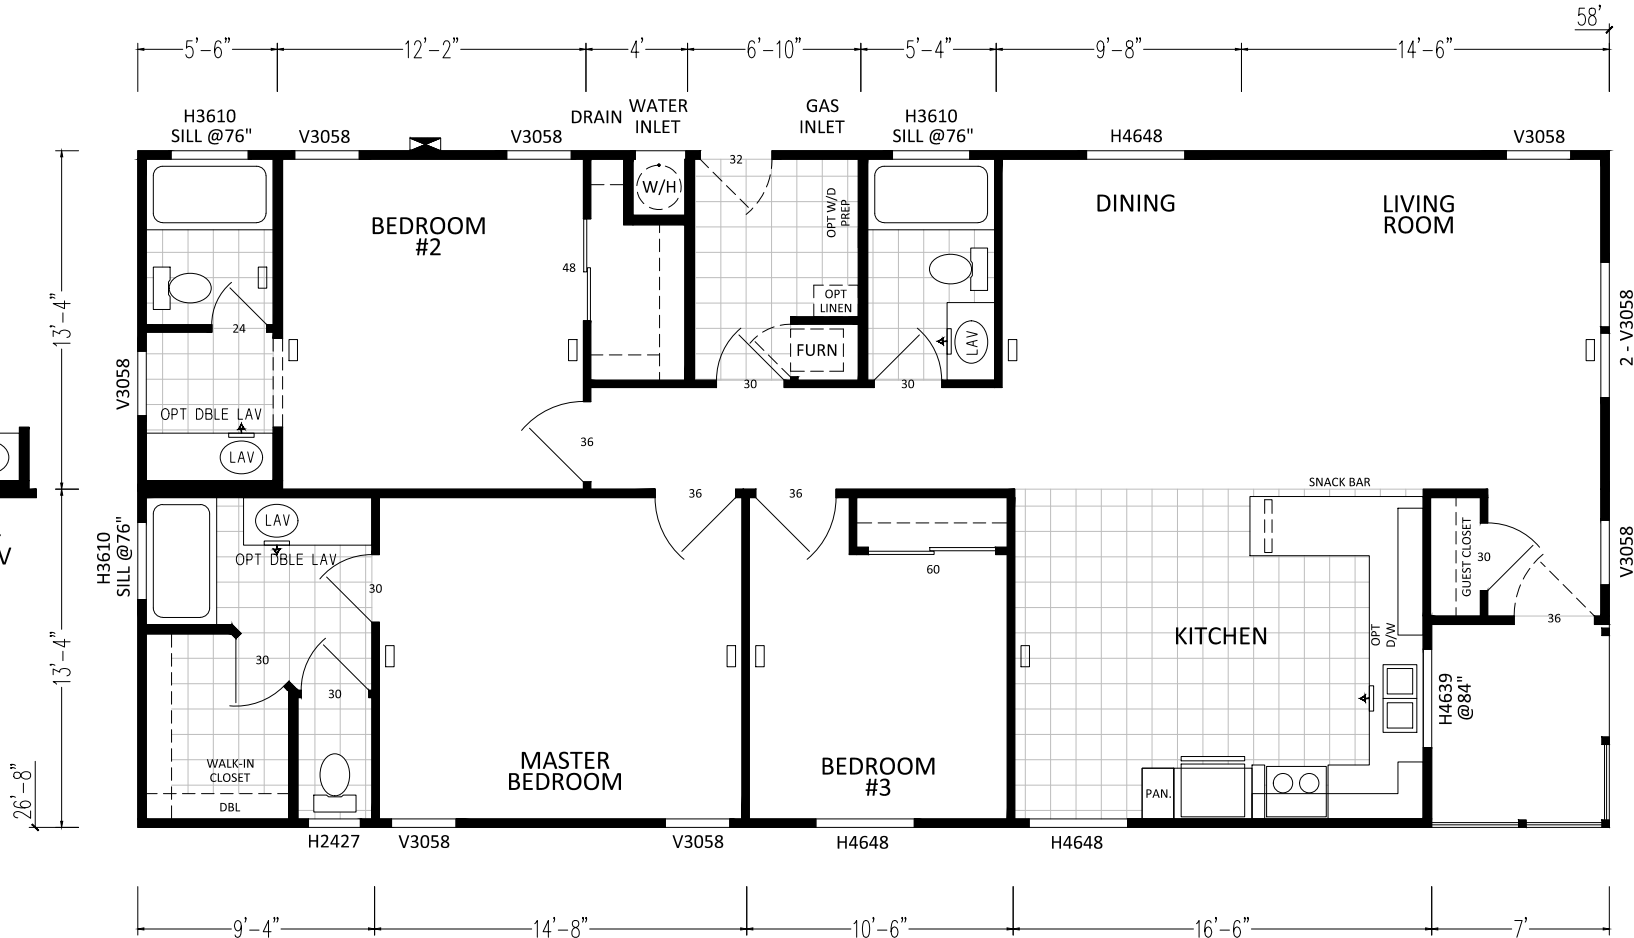 58'
5'-6"
12'-2"
4'
6'-10"
5'-4"
9'-8"
14'-6"
H3610
SILL @76"
V3058
V3058
DRAIN
WATER
INLET
GAS
INLET
H3610
SILL @76"
H4648
V3058
32
W/H
OPT W/D
PREP
BEDROOM
#2
DINING
LIVING
ROOM
48
13'-4"
24
OPT
LINEN
FURN
LAV
2 - V3058
V3058
30
30
OPT DBLE LAV
LAV
36
36
36
SNACK BAR
H3610
SILL @76"
LAV
OPT DBLE LAV
30
60
GUEST CLOSET
30
V3058
36
13'-4"
30
30
KITCHEN
OPT
D/W
H4639
@84"
WALK-IN
CLOSET
DBL
MASTER
BEDROOM
BEDROOM
#3
PAN.
26'-8"
V
H2427
V3058
V3058
H4648
H4648
9'-4"
14'-8"
10'-6"
16'-6"
7'